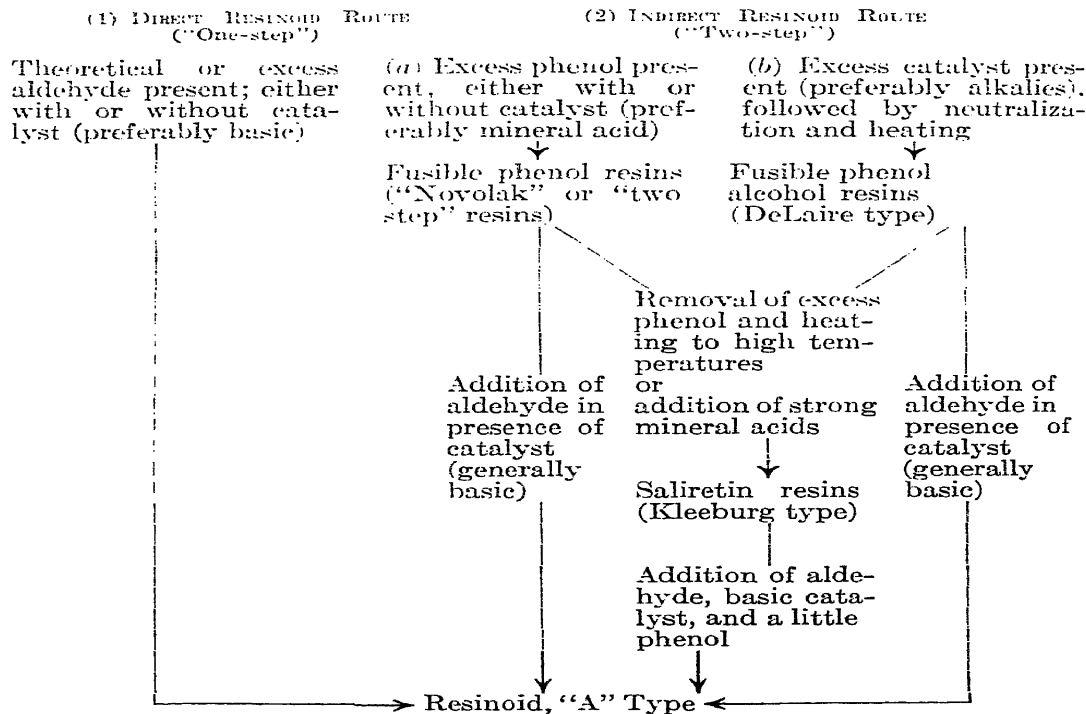 (1) DIRECT RESINOID ROUTE
("One-step")
(2) INDIRECT RESINOID ROUTE
("Two-step")
Theoretical or excess
aldehyde present; either
with or without cata-
lyst (preferably basic)
(a) Excess phenol pres-
ent, either with or
without catalyst (pref-
erably mineral acid)
(b) Excess catalyst pres-
ent (preferably alkalies),
followed by neutraliza-
tion and heating
Fusible phenol resins
("Novolak" or "two
step" resins)
Fusible phenol
alcohol resins
(DeLaire type)
Removal of excess
phenol and heat-
ing to high tem-
peratures
or
addition of strong
mineral acids
Addition of
aldehyde in
presence of
catalyst
(generally
basic)
Addition of
aldehyde in
presence of
catalyst
(generally
basic)
Saliretin resins
(Kleeburg type)
Addition of alde-
hyde, basic cata-
lyst, and a little
phenol
Resinoid, "A" Type